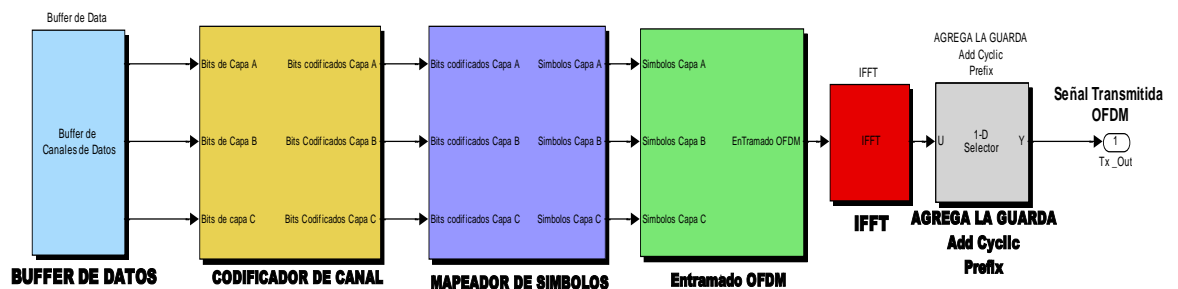 Buffer de Data
Buffer de
Canales de Datos
BUFFER DE DATOS
Bits de Capa A
Bits codificados Capa A
Bits de Capa B
Bits Codificados Capa B
Bits de capa C
Bits Codificados Capa C
CODIFICADOR DE CANAL
Bits codificados Capa A
Simbolos Capa A
Bits codificados Capa B
Simbolos Capa B
Bits codificados Capa C
Simbolos Capa C
MAPEADOR DE SIMBOLOS
Simbolos Capa A
Simbolos Capa B
EnTramado OFDM
Simbolos Capa C
Entramado OFDM
IFFT
IFFT
IFFT
AGREGA LA GUARDA
Add Cyclic
Prefix
U
1-D
Selector
Y
AGREGA LA GUARDA
Add Cyclic
Prefix
Señal Transmitida
OFDM
1
Tx _Out